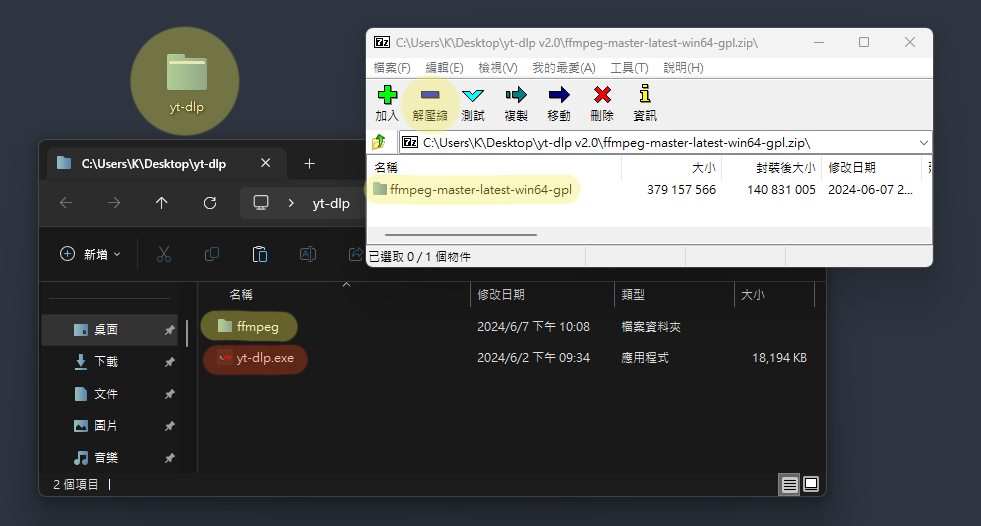 yt-dlp
C:\Users\K\Desktop\yt-dlp v2.0\ffmpeg-master-latest-win64-gpl.zip\
檔案(F) 編輯(E) 檢視(V) 我的最愛(A) 工具(T) 說明(H)
加入 解壓縮 測試 複製 移動 刪除 資訊
C:\Users\K\Desktop\yt-dlp v2.0\ffmpeg-master-latest-win64-gpl.zip\
名稱 大小 封裝後大小 修改日期
ffmpeg-master-latest-win64-gpl 379 157 566 140 831 005 2024-06-07 2...
已選取 0 / 1 個物件
C:\Users\K\Desktop\yt-dlp
yt-dlp
新增
名稱 修改日期 類型 大小
ffmpeg 2024/6/7 下午 10:08 檔案資料夾
yt-dlp.exe 2024/6/2 下午 09:34 應用程式 18,194 KB
桌面
下載
文件
圖片
音樂
2 個項目